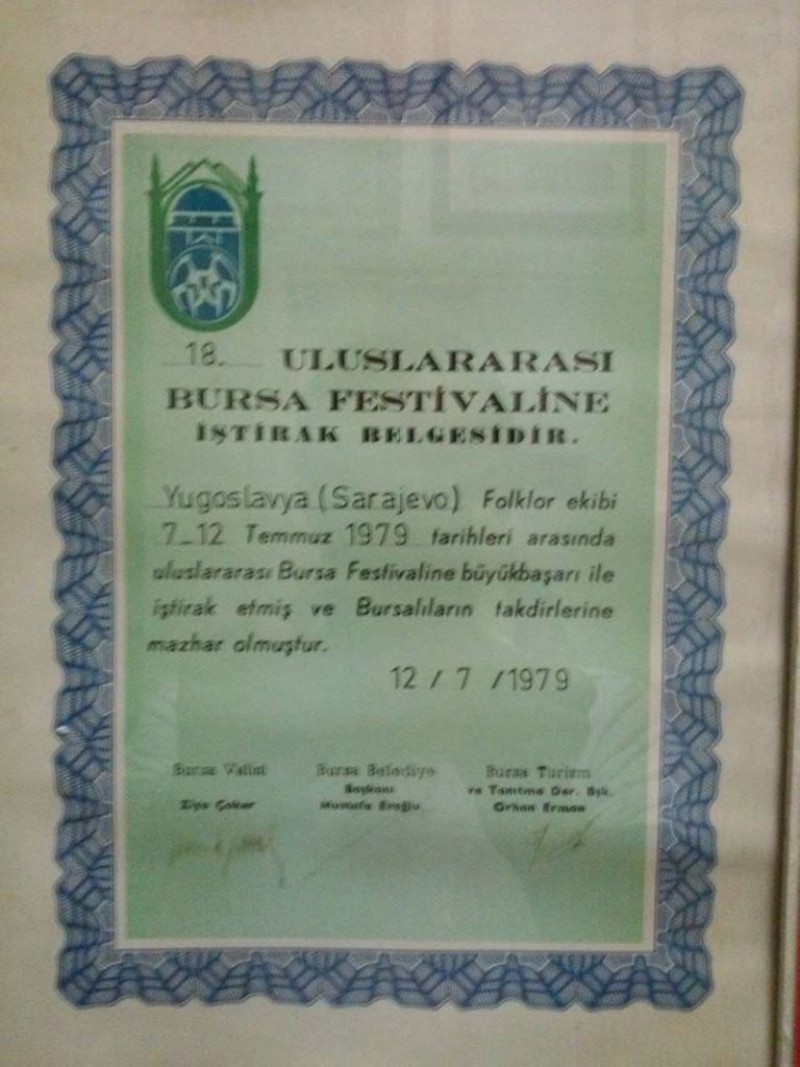 18. ULUSLARARASI
BURSA FESTİVALİNE
İŞTİRAK BELGESİDİR.
Yugoslavya (Sarajevo) Folklor ekibi
7-12 Temmuz 1979 tarihleri arasında
uluslararası Bursa Festivaline büyükbaşarı ile
iştirak etmiş ve Bursalıların takdirlerine
mazhar olmuştur.
12 / 7 / 1979
Bursa Valisi
Ziya Çoker
Bursa Belediye
Başkanı
Mustafa Eroğlu
Bursa Turizm
ve Tanıtma Der. Bşk.
Orhan Erman